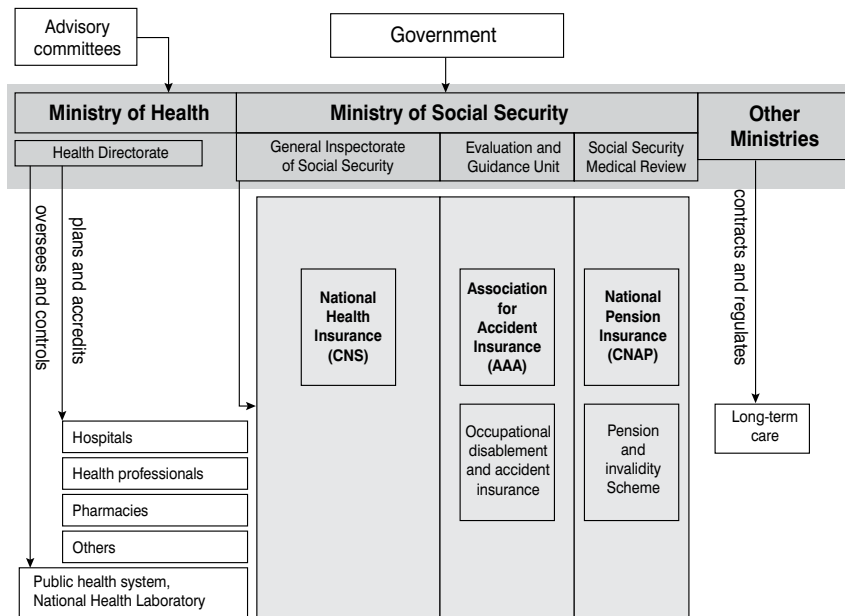 Advisory
committees
Government
Ministry of Health
Ministry of Social Security
Other
Ministries
Health Directorate
General Inspectorate
of Social Security
Evaluation and
Guidance Unit
Social Security
Medical Review
oversees and controls
plans and accredits
contracts and regulates
National
Health
Insurance
(CNS)
Association
for
Accident
Insurance
(AAA)
National
Pension
Insurance
(CNAP)
Occupational
disablement
and accident
insurance
Pension
and
invalidity
Scheme
Long-term
care
Hospitals
Health professionals
Pharmacies
Others
Public health system,
National Health Laboratory